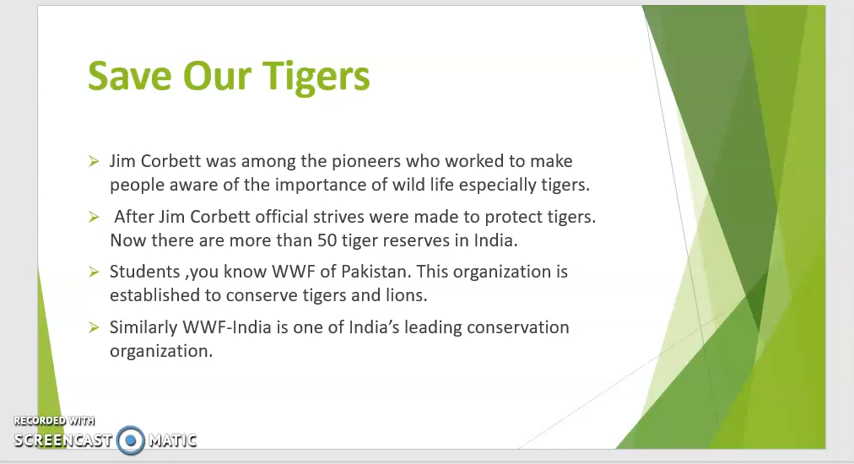 Save Our Tigers
➢ Jim Corbett was among the pioneers who worked to make
people aware of the importance of wild life especially tigers.
➢ After Jim Corbett official strives were made to protect tigers.
Now there are more than 50 tiger reserves in India.
➢ Students ,you know WWF of Pakistan. This organization is
established to conserve tigers and lions.
➢ Similarly WWF-India is one of India's leading conservation
organization.
RECORDED WITH
SCREENCAST MATIC